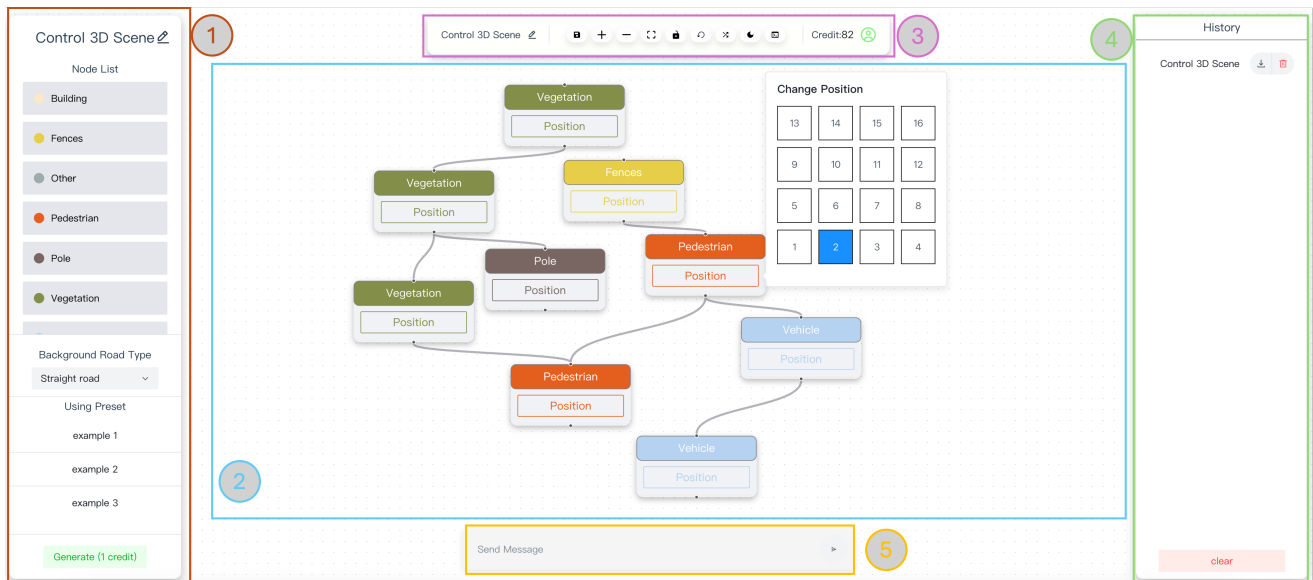 Control 3D Scene
1
Node List
Building
Fences
Other
Pedestrian
Pole
Vegetation
Background Road Type
Straight road
Using Preset
example 1
example 2
example 3
Generate (1 credit)
Control 3D Scene
Credit:82
3
Vegetation
Position
Fences
Position
Vegetation
Position
Pedestrian
Position
Pole
Position
Vegetation
Position
Vehicle
Position
Pedestrian
Position
Vehicle
Position
2
Change Position
13 14 15 16
9 10 11 12
5 6 7 8
1 2 3 4
Send Message
5
4
History
Control 3D Scene
clear